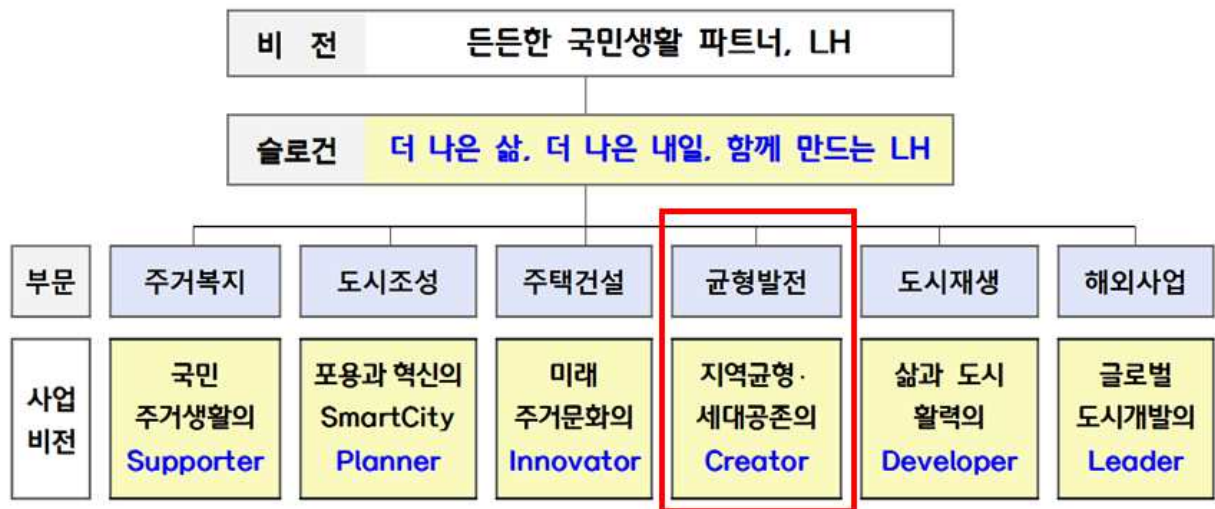 비 전 든든한 국민생활 파트너, LH
슬로건 더 나은 삶, 더 나은 내일, 함께 만드는 LH
부문 주거복지 도시조성 주택건설 균형발전 도시재생 해외사업
사업
비전
국민
주거생활의
Supporter
포용과 혁신의
SmartCity
Planner
미래
주거문화의
Innovator
지역균형·
세대공존의
Creator
삶과 도시
활력의
Developer
글로벌
도시개발의
Leader